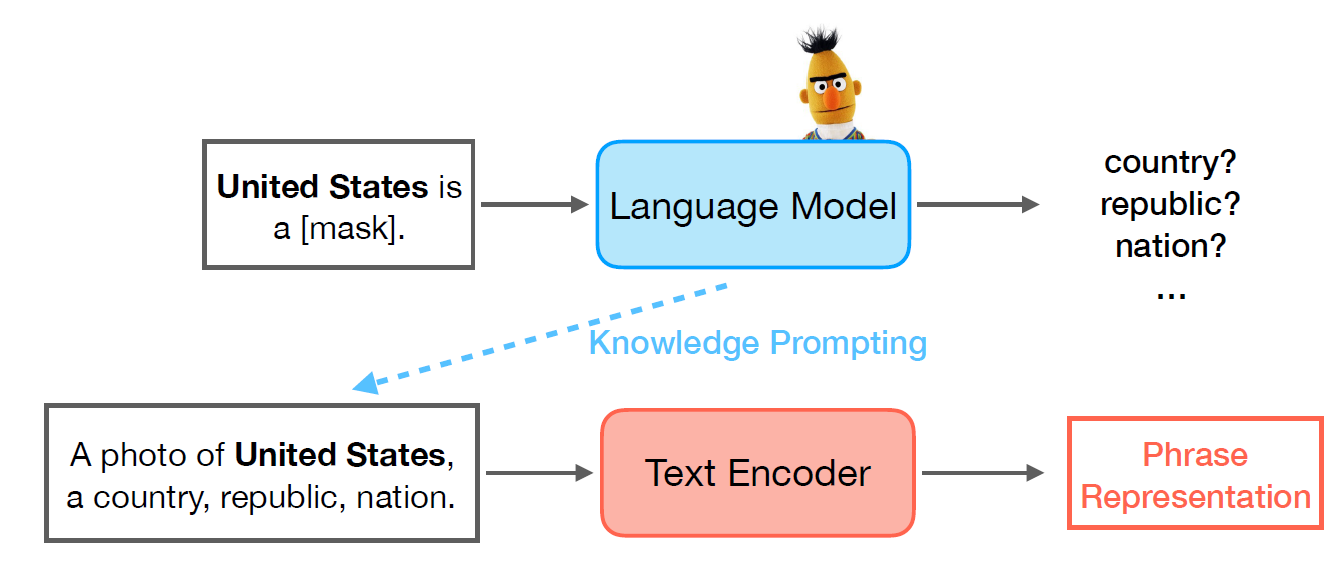 United States is
a [mask].
Language Model
country?
republic?
nation?
...
Knowledge Prompting
A photo of United States,
a country, republic, nation.
Text Encoder
Phrase
Representation